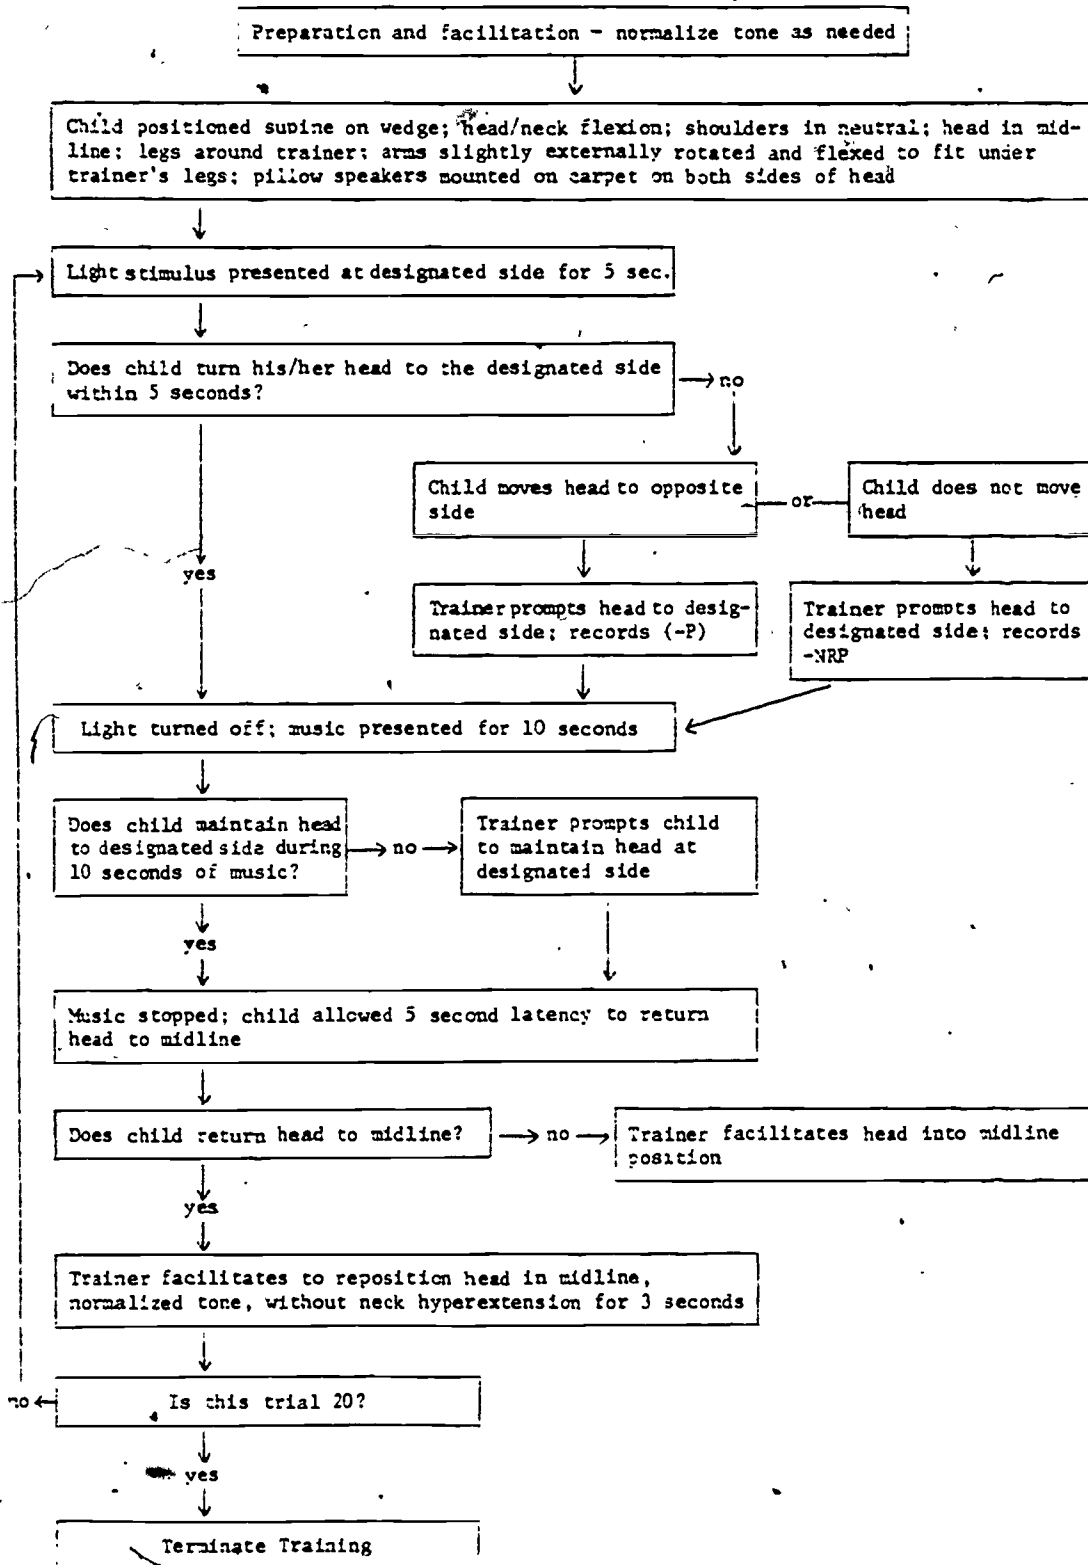 Preparation and facilitation - normalize tone as needed
Child positioned supine on wedge; head/neck flexion; shoulders in neutral; head in mid-
line; legs around trainer; arms slightly externally rotated and flexed to fit under
trainer's legs; pillow speakers mounted on carpet on both sides of head
Light stimulus presented at designated side for 5 sec.
Does child turn his/her head to the designated side
within 5 seconds?
no
Child moves head to opposite
side
or
Child does not move
head
yes
Trainer prompts head to desig-
nated side; records (-P)
Trainer prompts head to
designated side; records
-NRP
Light turned off; music presented for 10 seconds
Does child maintain head
to designated side during
10 seconds of music?
no
Trainer prompts child
to maintain head at
designated side
yes
Music stopped; child allowed 5 second latency to return
head to midline
Does child return head to midline?
no
Trainer facilitates head into midline
position
yes
Trainer facilitates to reposition head in midline,
normalized tone, without neck hyperextension for 3 seconds
no
Is this trial 20?
yes
Terminate Training